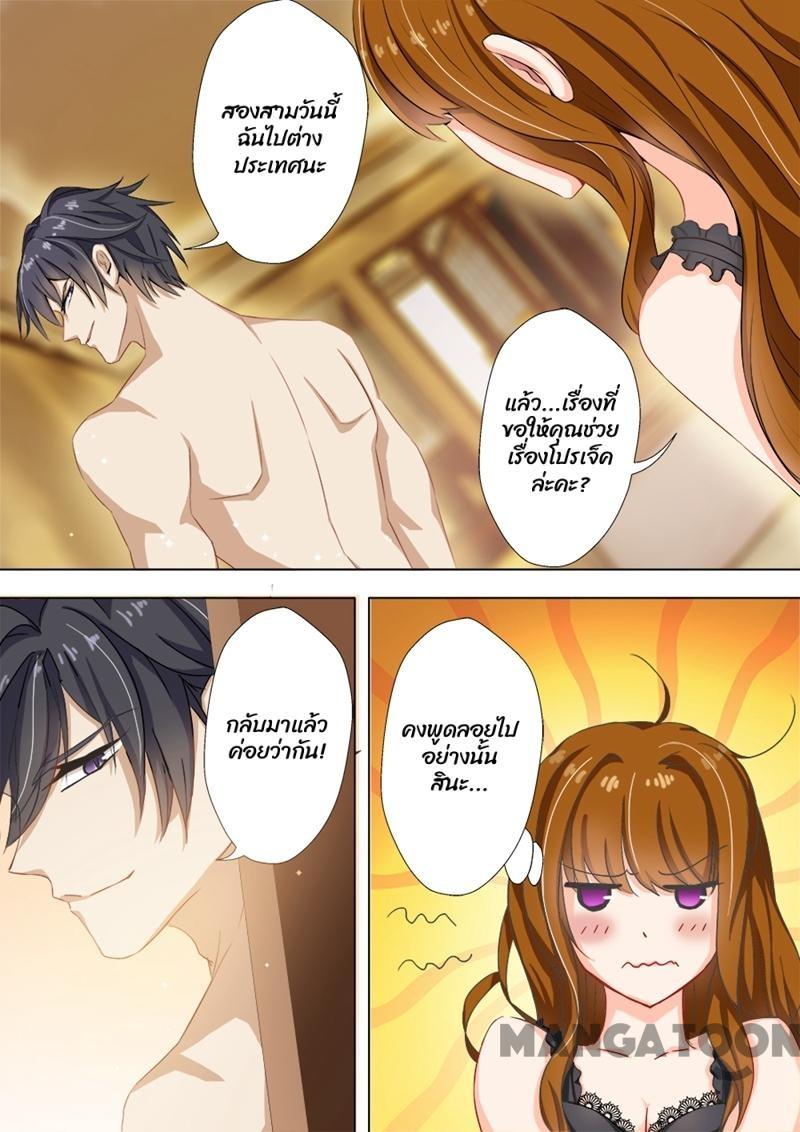 สองสามวันนี้
ฉันไปต่าง
ประเทศนะ
แล้ว...เรื่องที่
ขอให้คุณช่วย
เรื่องโปรเจ็ค
ล่ะคะ?
กลับมาแล้ว
ค่อยว่ากัน!
คงพูดลอยไป
อย่างนั้น
สินะ...
MANGATOON